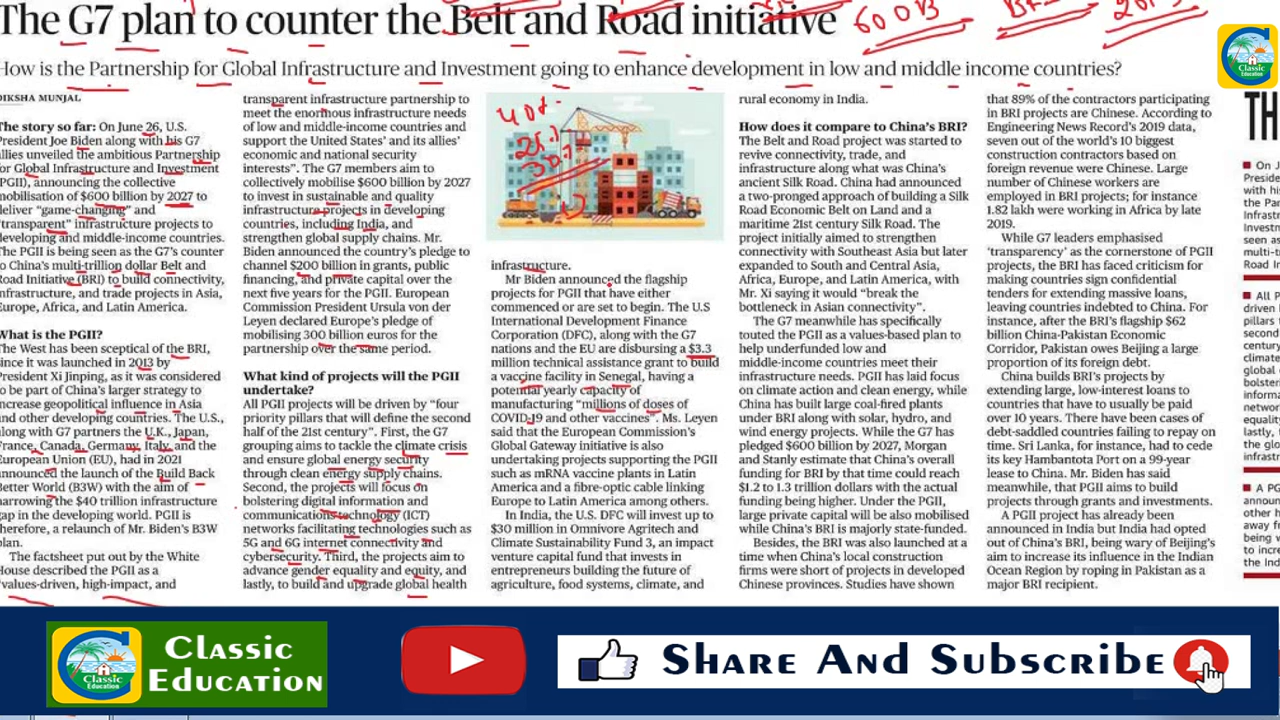 The G7 plan to counter the Belt and Road initiative
600B
How is the Partnership for Global Infrastructure and Investment going to enhance development in low and middle income countries?
DIKSHA MUNJAL
The story so far: On June 26, U.S.
President Joe Biden along with his G7
allies unveiled the ambitious Partnership
for Global Infrastructure and Investment
(PGII), announcing the collective
mobilisation of $600 billion by 2027 to
deliver “game-changing” and
“transparent” infrastructure projects to
developing and middle-income countries.
The PGII is being seen as the G7’s counter
to China’s multi-trillion dollar Belt and
Road Initiative (BRI) to build connectivity,
infrastructure, and trade projects in Asia,
Europe, Africa, and Latin America.
What is the PGII?
The West has been sceptical of the BRI,
since it was launched in 2013 by
President Xi Jinping, as it was considered
to be part of China’s larger strategy to
increase geopolitical influence in Asia
and other developing countries. The U.S.,
along with G7 partners the U.K., Japan,
France, Canada, Germany, Italy, and the
European Union (EU), had in 2021
announced the launch of the Build Back
Better World (B3W) with the aim of
narrowing the $40 trillion infrastructure
gap in the developing world. PGII is
therefore, a relaunch of Mr. Biden’s B3W
plan.
The factsheet put out by the White
House described the PGII as a
“values-driven, high-impact, and
transparent infrastructure partnership to
meet the enormous infrastructure needs
of low and middle-income countries and
support the United States’ and its allies’
economic and national security
interests”. The G7 members aim to
collectively mobilise $600 billion by 2027
to invest in sustainable and quality
infrastructure projects in developing
countries, including India, and
strengthen global supply chains. Mr.
Biden announced the country’s pledge to
channel $200 billion in grants, public
financing, and private capital over the
next five years for the PGII. European
Commission President Ursula von der
Leyen declared Europe’s pledge of
mobilising 300 billion euros for the
partnership over the same period.
What kind of projects will the PGII
undertake?
All PGII projects will be driven by “four
priority pillars that will define the second
half of the 21st century”. First, the G7
grouping aims to tackle the climate crisis
and ensure global energy security
through clean energy supply chains.
Second, the projects will focus on
bolstering digital information and
communications technology (ICT)
networks facilitating technologies such as
5G and 6G internet connectivity and
cybersecurity. Third, the projects aim to
advance gender equality and equity, and
lastly, to build and upgrade global health
infrastructure.
Mr Biden announced the flagship
projects for PGII that have either
commenced or are set to begin. The U.S
International Development Finance
Corporation (DFC), along with the G7
nations and the EU are disbursing a $3.3
million technical assistance grant to build
a vaccine facility in Senegal, having a
potential yearly capacity of
manufacturing “millions of doses of
COVID-19 and other vaccines”. Ms. Leyen
said that the European Commission’s
Global Gateway initiative is also
undertaking projects supporting the PGII
such as mRNA vaccine plants in Latin
America and a fibre-optic cable linking
Europe to Latin America among others.
In India, the U.S. DFC will invest up to
$30 million in Omnivore Agritech and
Climate Sustainability Fund 3, an impact
venture capital fund that invests in
entrepreneurs building the future of
agriculture, food systems, climate, and
rural economy in India.
How does it compare to China’s BRI?
The Belt and Road project was started to
revive connectivity, trade, and
infrastructure along what was China’s
ancient Silk Road. China had announced
a two-pronged approach of building a Silk
Road Economic Belt on Land and a
maritime 21st century Silk Road. The
project initially aimed to strengthen
connectivity with Southeast Asia but later
expanded to South and Central Asia,
Africa, Europe, and Latin America, with
Mr. Xi saying it would “break the
bottleneck in Asian connectivity”.
The G7 meanwhile has specifically
touted the PGII as a values-based plan to
help underfunded low and
middle-income countries meet their
infrastructure needs. PGII has laid focus
on climate action and clean energy, while
China has built large coal-fired plants
under BRI along with solar, hydro, and
wind energy projects. While the G7 has
pledged $600 billion by 2027, Morgan
and Stanly estimate that China’s overall
funding for BRI by that time could reach
$1.2 to 1.3 trillion dollars with the actual
funding being higher. Under the PGII,
large private capital will be also mobilised
while China’s BRI is majorly state-funded.
Besides, the BRI was also launched at a
time when China’s local construction
firms were short of projects in developed
Chinese provinces. Studies have shown
that 89% of the contractors participating
in BRI projects are Chinese. According to
Engineering News Record’s 2019 data,
seven out of the world’s 10 biggest
construction contractors based on
foreign revenue were Chinese. Large
number of Chinese workers are
employed in BRI projects; for instance
1.82 lakh were working in Africa by late
2019.
While G7 leaders emphasised
‘transparency’ as the cornerstone of PGII
projects, the BRI has faced criticism for
making countries sign confidential
tenders for extending massive loans,
leaving countries indebted to China. For
instance, after the BRI’s flagship $62
billion China-Pakistan Economic
Corridor, Pakistan owes Beijing a large
proportion of its foreign debt.
China builds BRI’s projects by
extending large, low-interest loans to
countries that have to usually be paid
over 10 years. There have been cases of
debt-saddled countries failing to repay on
time. Sri Lanka, for instance, had to cede
its key Hambantota Port on a 99-year
lease to China. Mr. Biden has said
meanwhile, that PGII aims to build
projects through grants and investments.
A PGII project has already been
announced in India but India had opted
out of China’s BRI, being wary of Beijing’s
aim to increase its influence in the Indian
Ocean Region by roping in Pakistan as a
major BRI recipient.
Classic
Education
TH
Classic
Education
Classic
Education
Share And Subscribe